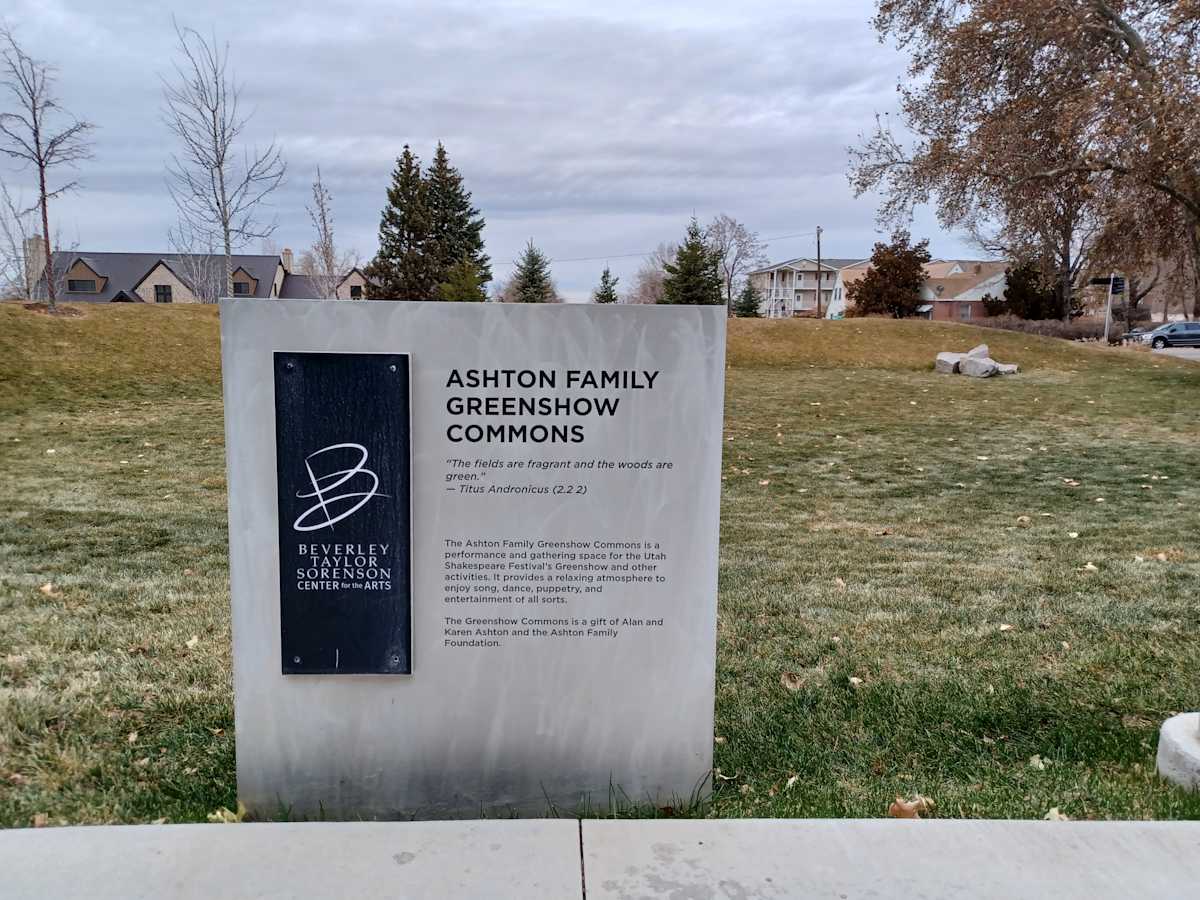 BEVERLEY
TAYLOR
SORENSON
CENTER for the ARTS
ASHTON FAMILY
GREENSHOW
COMMONS
“The fields are fragrant and the woods are
green.”
— Titus Andronicus (2.2 2)
The Ashton Family Greenshow Commons is a
performance and gathering space for the Utah
Shakespeare Festival's Greenshow and other
activities. It provides a relaxing atmosphere to
enjoy song, dance, puppetry, and
entertainment of all sorts.
The Greenshow Commons is a gift of Alan and
Karen Ashton and the Ashton Family
Foundation.